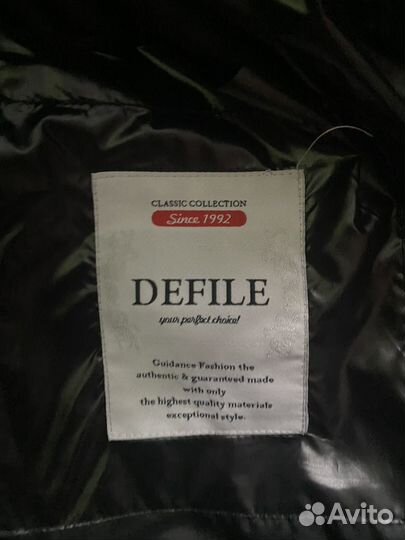 CLASSIC COLLECTION
Since 1992
DEFILE
your perfect choice!
Guidance Fashion the
authentic & guaranteed made
with only
the highest quality materials
exceptional style.
Avito